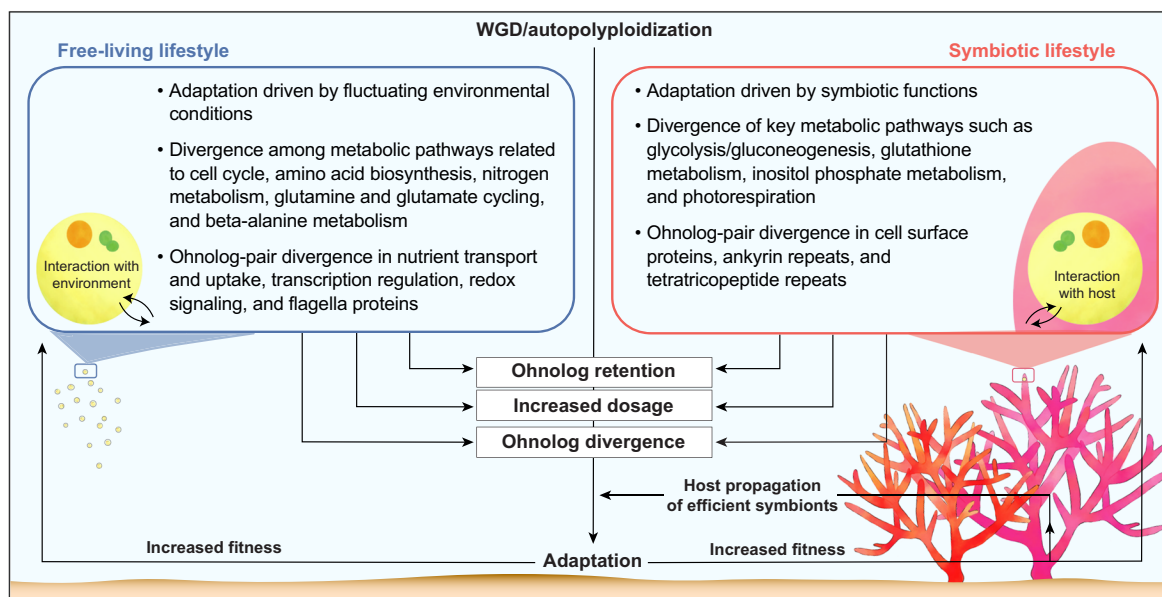 WGD/autopolyploidization
Free-living lifestyle
• Adaptation driven by fluctuating environmental
conditions
• Divergence among metabolic pathways related
to cell cycle, amino acid biosynthesis, nitrogen
metabolism, glutamine and glutamate cycling,
and beta-alanine metabolism
• Ohnolog-pair divergence in nutrient transport
and uptake, transcription regulation, redox
signaling, and flagella proteins
Interaction with
environment
Symbiotic lifestyle
• Adaptation driven by symbiotic functions
• Divergence of key metabolic pathways such as
glycolysis/gluconeogenesis, glutathione
metabolism, inositol phosphate metabolism,
and photorespiration
• Ohnolog-pair divergence in cell surface
proteins, ankyrin repeats, and
tetratricopeptide repeats
Interaction
with host
Ohnolog retention
Increased dosage
Ohnolog divergence
Host propagation
of efficient symbionts
Increased fitness
Adaptation
Increased fitness